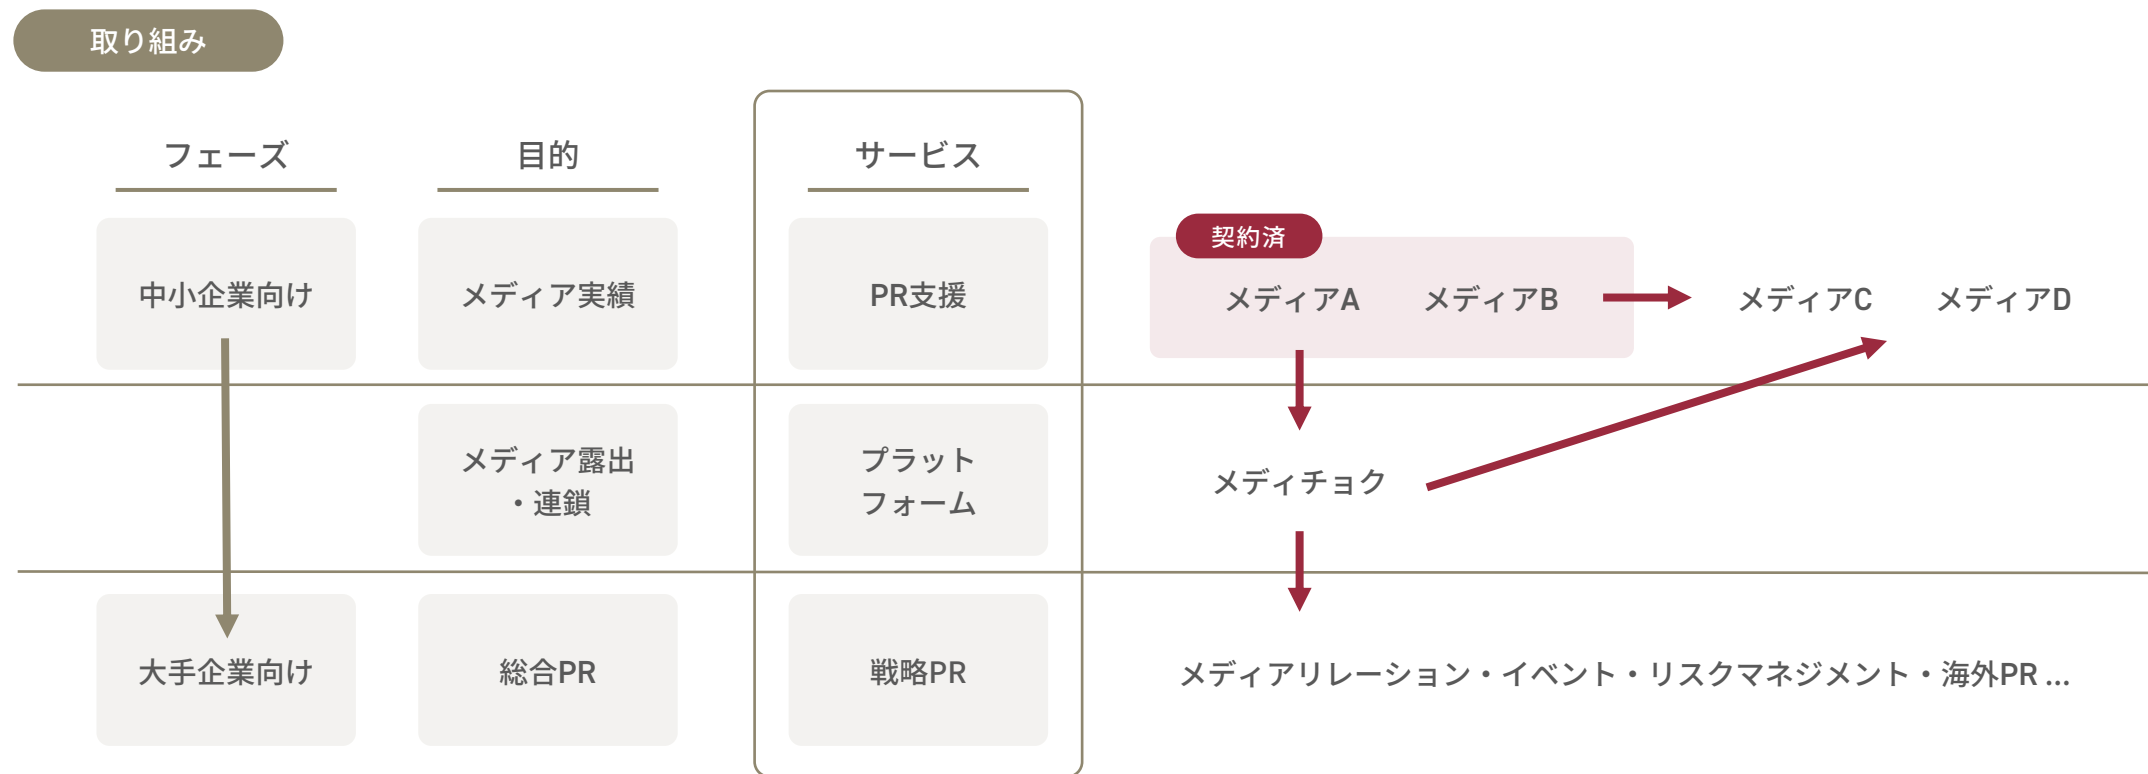 取り組み
フェーズ
目的
サービス
契約済
中小企業向け
メディア実績
PR支援
メディアA
メディアB
メディアC
メディアD
メディア露出
・連鎖
プラット
フォーム
メディチョク
大手企業向け
総合PR
戦略PR
メディアリレーション・イベント・リスクマネジメント・海外PR ...